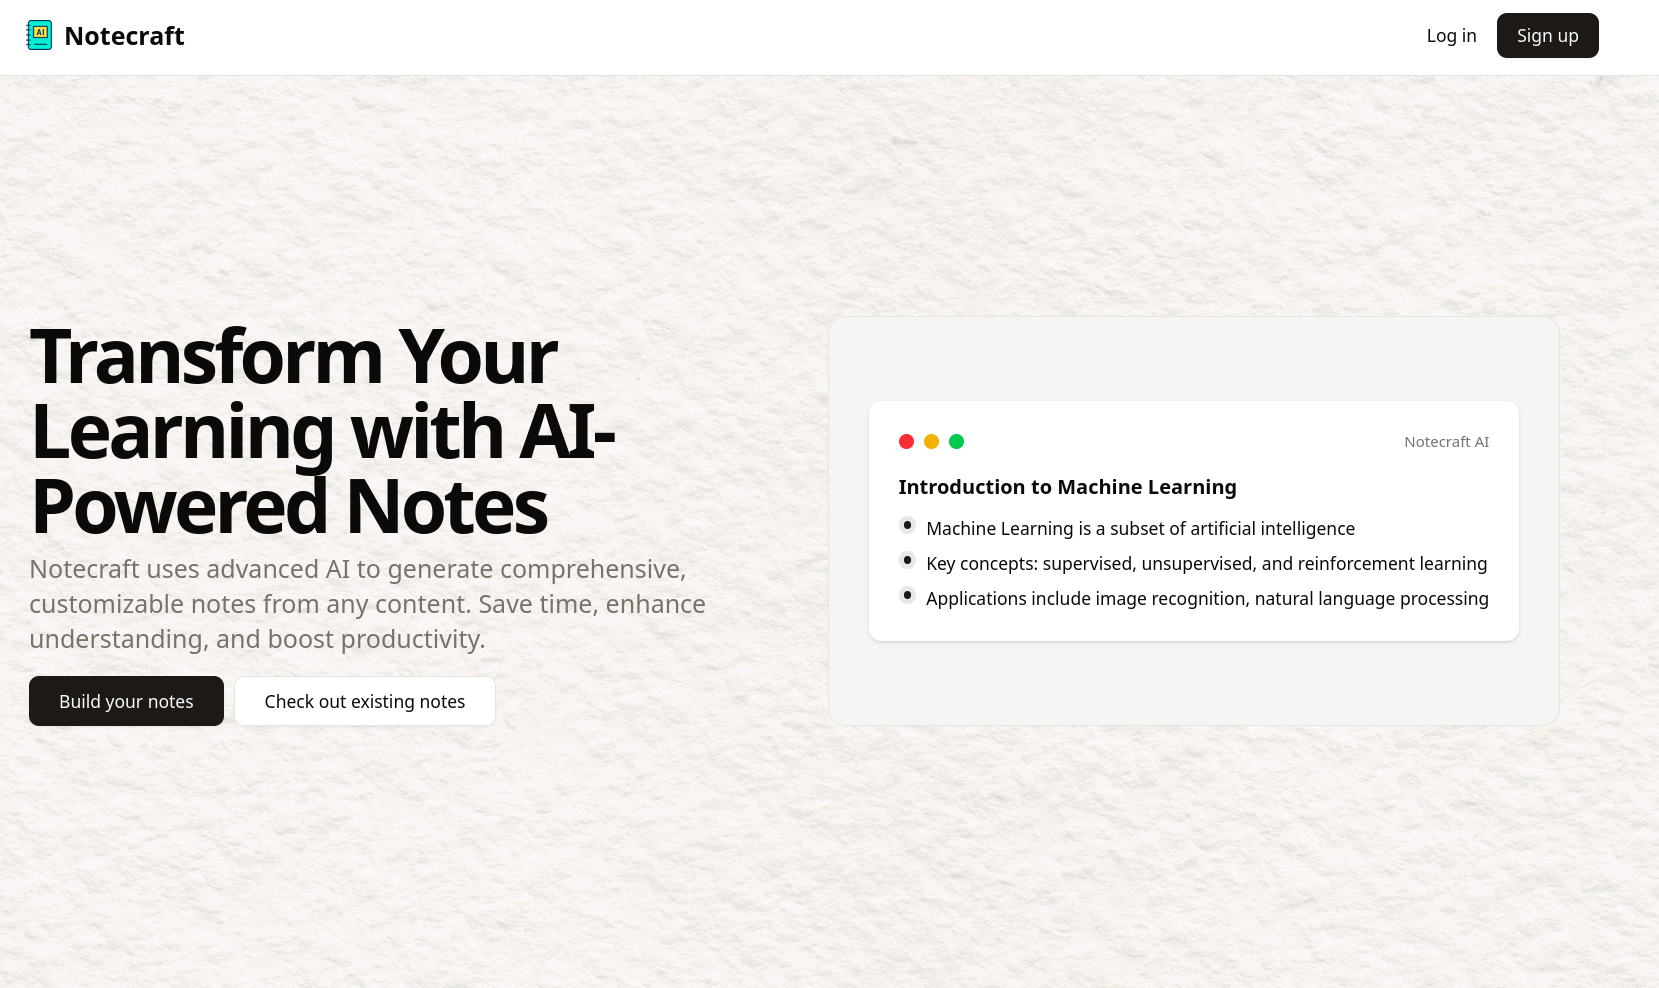 AI
Notecraft
Log in
Sign up
Transform Your
Learning with AI-
Powered Notes
Notecraft uses advanced AI to generate comprehensive,
customizable notes from any content. Save time, enhance
understanding, and boost productivity.
Build your notes
Check out existing notes
Notecraft AI
Introduction to Machine Learning
Machine Learning is a subset of artificial intelligence
Key concepts: supervised, unsupervised, and reinforcement learning
Applications include image recognition, natural language processing